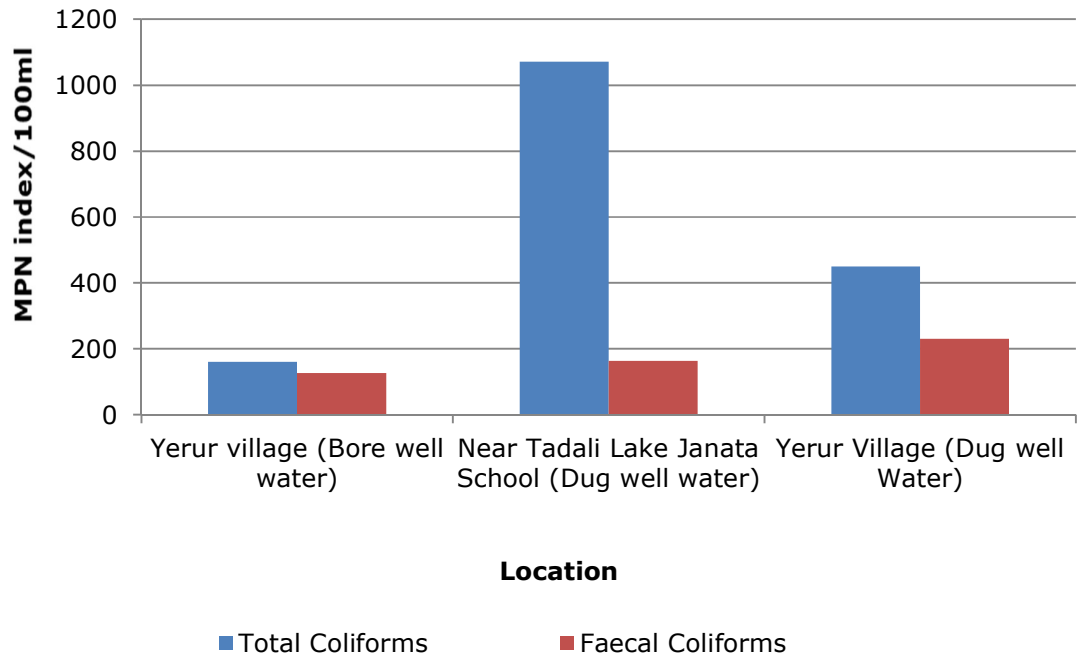 1200
1000
800
600
400
200
0
MPN index/100ml
Yerur village (Bore well
water)
Near Tadali Lake Janata
School (Dug well water)
Yerur Village (Dug well
Water)
Location
Total Coliforms
Faecal Coliforms